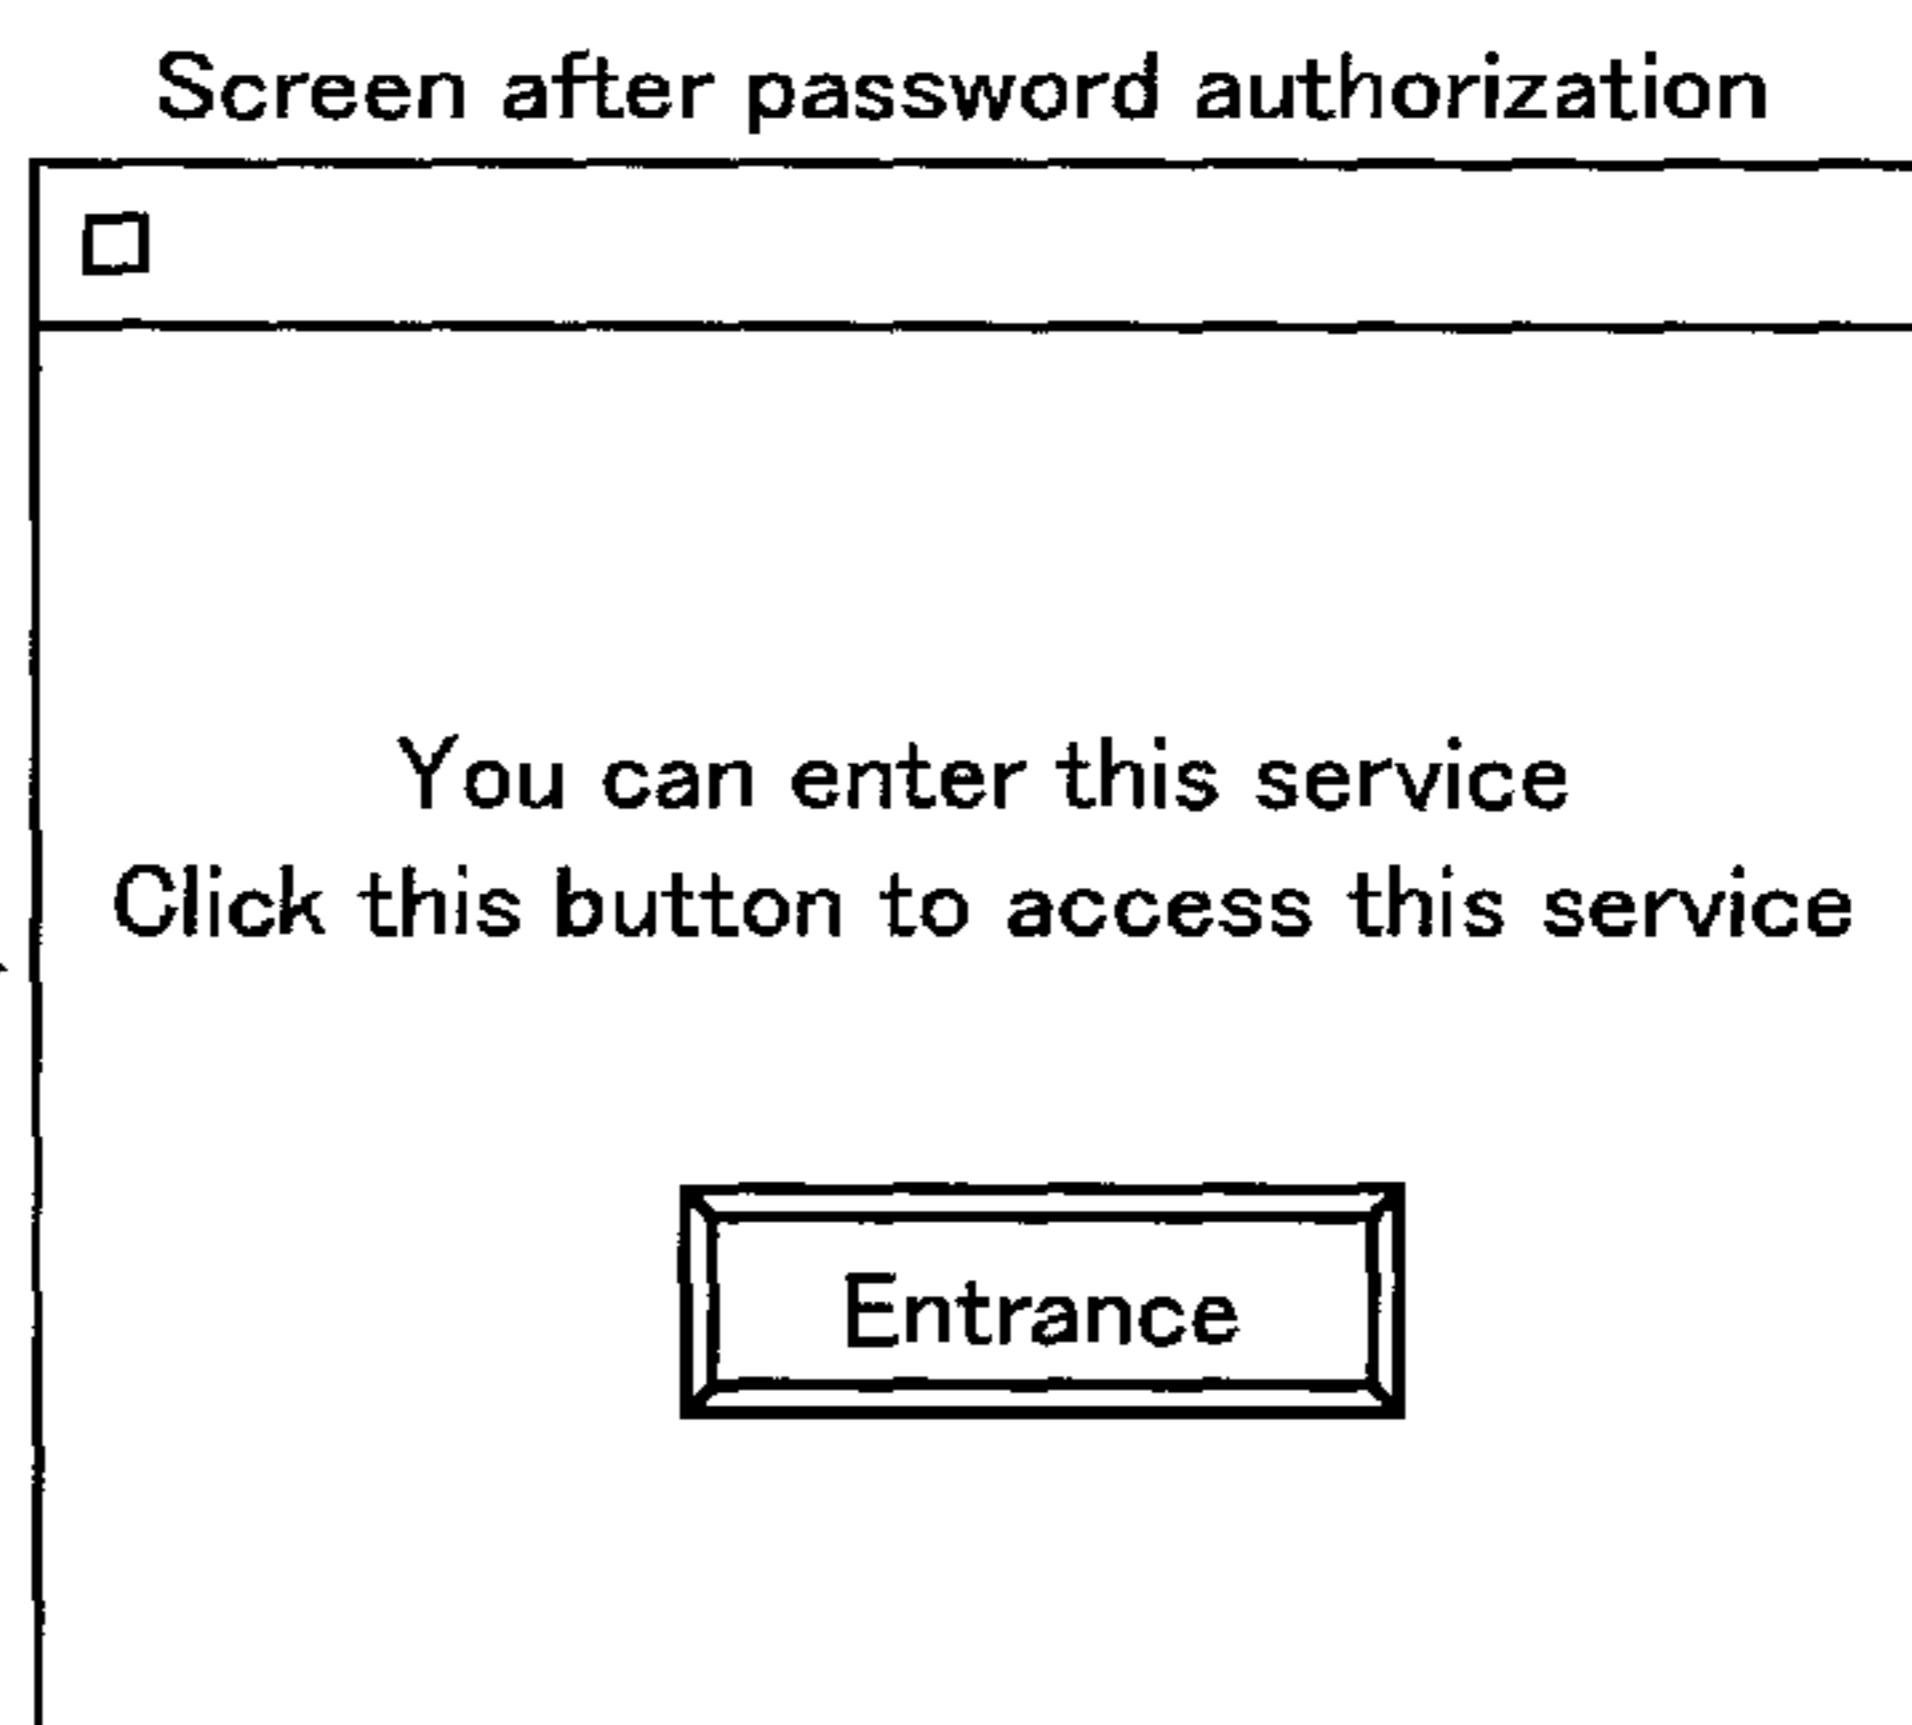 Screen after password authorization
You can enter this service
Click this button to access this service
Entrance